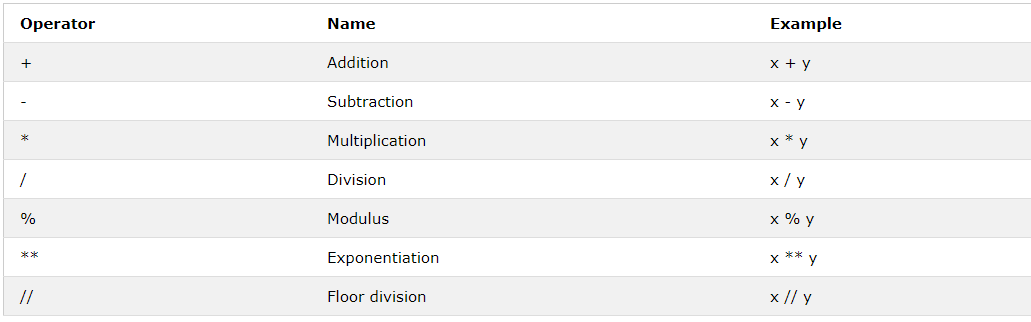 Operator Name Example
+ Addition x + y
- Subtraction x - y
* Multiplication x * y
/ Division x / y
% Modulus x % y
** Exponentiation x ** y
// Floor division x // y